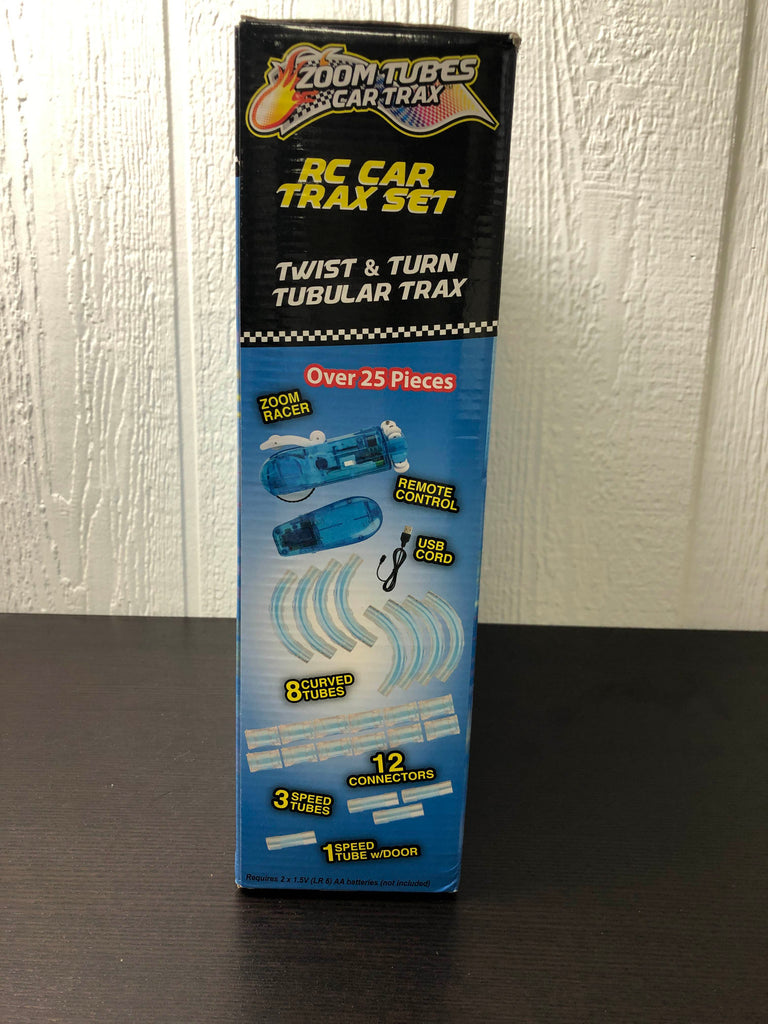 ZOOM TUBES
CAR TRAX
RC CAR
TRAX SET
TWIST & TURN
TUBULAR TRAX
Over 25 Pieces
ZOOM
RACER
REMOTE
CONTROL
USB
CORD
8 CURVED
TUBES
12
CONNECTORS
3 SPEED
TUBES
1 SPEED
TUBE w/DOOR
Requires 2 x 1.5V (LR 6) AA batteries (not included)